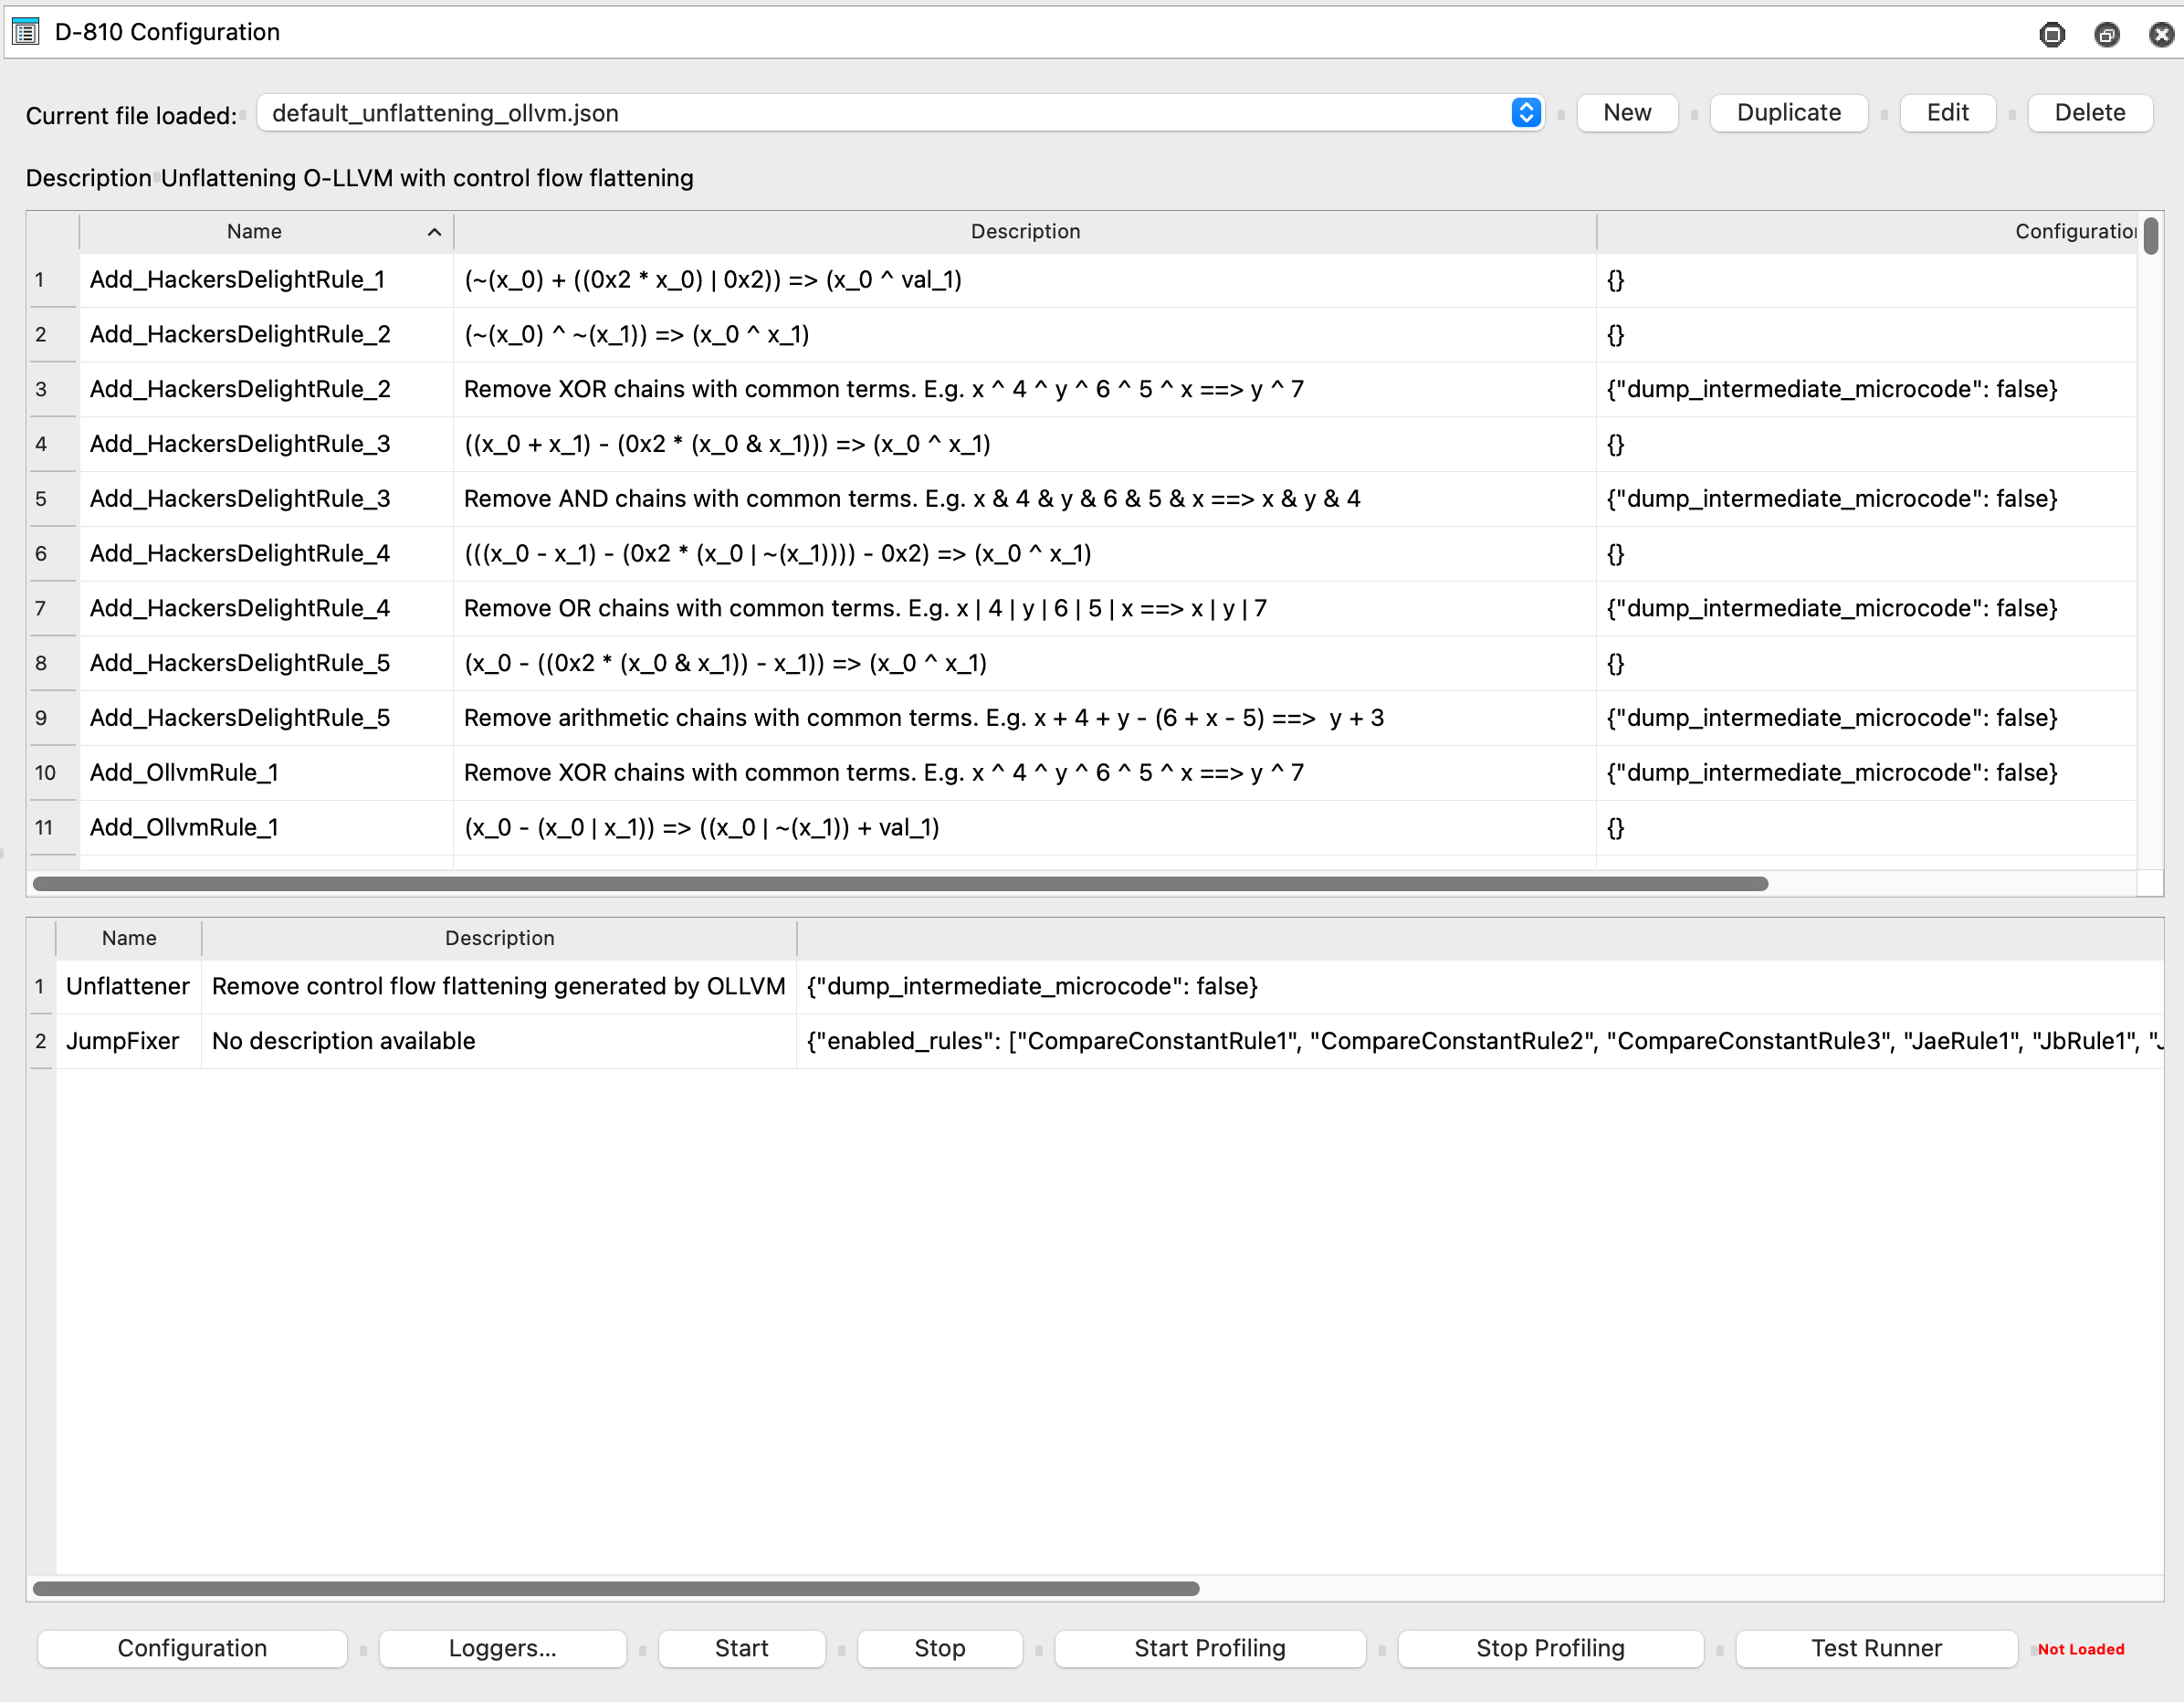 D-810 Configuration
Current file loaded: default_unflattening_ollvm.json New Duplicate Edit Delete
Description Unflattening O-LLVM with control flow flattening
Name Description Configuration
1 Add_HackersDelightRule_1 (~(x_0) + ((0x2 * x_0) | 0x2)) => (x_0 ^ val_1) {}
2 Add_HackersDelightRule_2 (~(x_0) ^ ~(x_1)) => (x_0 ^ x_1) {}
3 Add_HackersDelightRule_2 Remove XOR chains with common terms. E.g. x ^ 4 ^ y ^ 6 ^ 5 ^ x ==> y ^ 7 {"dump_intermediate_microcode": false}
4 Add_HackersDelightRule_3 ((x_0 + x_1) - (0x2 * (x_0 & x_1))) => (x_0 ^ x_1) {}
5 Add_HackersDelightRule_3 Remove AND chains with common terms. E.g. x & 4 & y & 6 & 5 & x ==> x & y & 4 {"dump_intermediate_microcode": false}
6 Add_HackersDelightRule_4 (((x_0 - x_1) - (0x2 * (x_0 | ~(x_1)))) - 0x2) => (x_0 ^ x_1) {}
7 Add_HackersDelightRule_4 Remove OR chains with common terms. E.g. x | 4 | y | 6 | 5 | x ==> x | y | 7 {"dump_intermediate_microcode": false}
8 Add_HackersDelightRule_5 (x_0 - ((0x2 * (x_0 & x_1)) - x_1)) => (x_0 ^ x_1) {}
9 Add_HackersDelightRule_5 Remove arithmetic chains with common terms. E.g. x + 4 + y - (6 + x - 5) ==>  y + 3 {"dump_intermediate_microcode": false}
10 Add_OllvmRule_1 Remove XOR chains with common terms. E.g. x ^ 4 ^ y ^ 6 ^ 5 ^ x ==> y ^ 7 {"dump_intermediate_microcode": false}
11 Add_OllvmRule_1 (x_0 - (x_0 | x_1)) => ((x_0 | ~(x_1)) + val_1) {}
Name Description
1 Unflattener Remove control flow flattening generated by OLLVM {"dump_intermediate_microcode": false}
2 JumpFixer No description available {"enabled_rules": ["CompareConstantRule1", "CompareConstantRule2", "CompareConstantRule3", "JaeRule1", "JbRule1", "J
Configuration Loggers... Start Stop Start Profiling Stop Profiling Test Runner Not Loaded